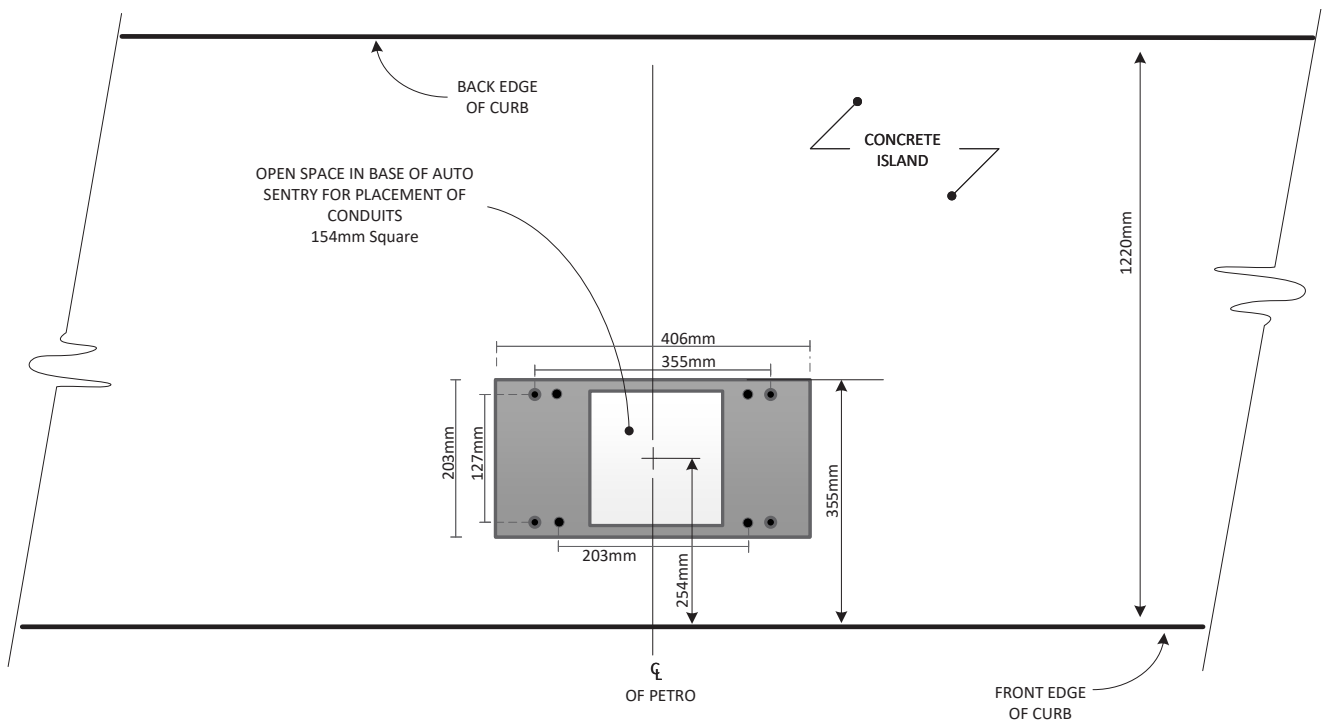 BACK EDGE
OF CURB
CONCRETE
ISLAND
OPEN SPACE IN BASE OF AUTO
SENTRY FOR PLACEMENT OF
CONDUITS
154mm Square
1220mm
406mm
355mm
203mm
127mm
355mm
203mm
254mm
℄
OF PETRO
FRONT EDGE
OF CURB